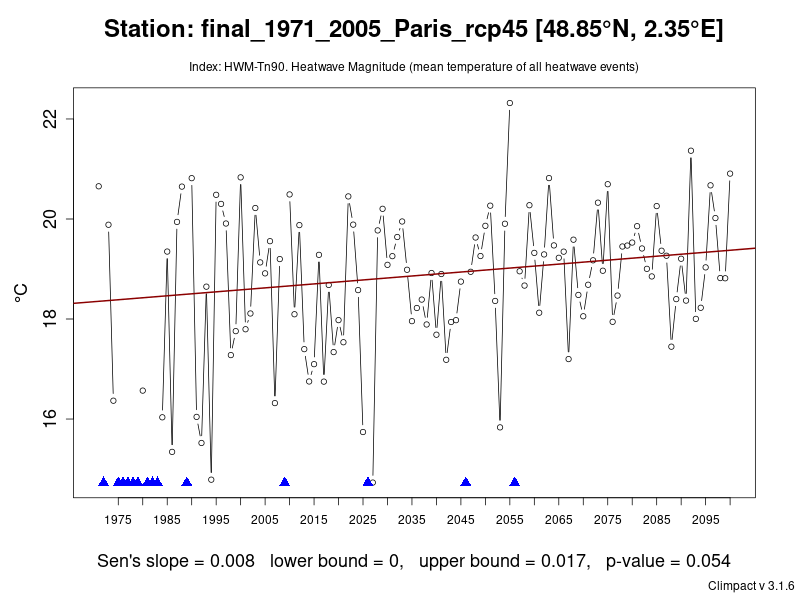 Station: final_1971_2005_Paris_rcp45 [48.85°N, 2.35°E]
Index: HWM-Tn90. Heatwave Magnitude (mean temperature of all heatwave events)
°C
22
20
18
16
1975 1985 1995 2005 2015 2025 2035 2045 2055 2065 2075 2085 2095
Sen's slope = 0.008 lower bound = 0, upper bound = 0.017, p-value = 0.054
Climpact v 3.1.6